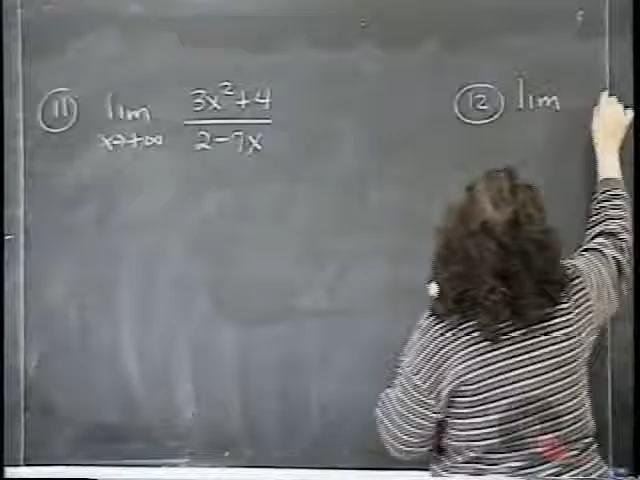 ⑪ lim x→+∞ (3x²+4)/(2-7x)
⑫ lim